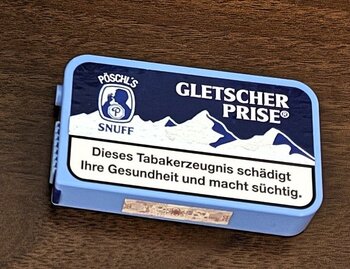 PÖSCHL'S
SNUFF
GLETSCHER
PRISE®
Dieses Tabakerzeugnis schädigt
Ihre Gesundheit und macht süchtig.